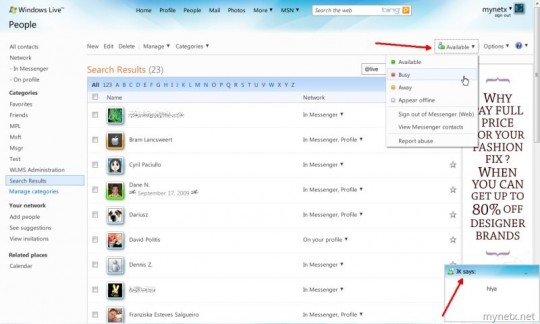 Windows Live™
Home Profile People Mail Photos More ▾ MSN ▾
Search the web
bing
mynetx
sign out
People
All contacts
Network
- In Messenger
- On profile
Categories
Favorites
Friends
MPL
Msft
Msgr
Test
WLMS Administration
Search Results
Manage categories
Your network
Add people
See suggestions
View invitations
Related places
Calendar
New Edit Delete Manage ▾ Categories ▾
Available ▾ Options ▾
Search Results (23)
@live
All 123 A B C D E F G H I J K L M N O P Q R S T U V W X Y Z
Name Network
In Messenger ▾
Bram Lancsweert In Messenger, Profile ▾
Cyril Paciullo In Messenger, Profile ▾
Dane N. In Messenger, Profile ▾
September 17, 2009
Dariusz In Messenger, Profile ▾
David Politis On your profile ▾
Dennis Z. In Messenger, Profile ▾
In Messenger ▾
Franziska Esteves Salgueiro In Messenger, Profile ▾
Available
Busy
Away
Appear offline
Sign out of Messenger (Web)
View Messenger contacts
Report abuse
WHY
PAY FULL
PRICE
FOR YOUR
FASHION
FIX?
WHEN
YOU CAN
GET UP TO
80% OFF
DESIGNER
BRANDS
JK says:
hiya
mynetx.net